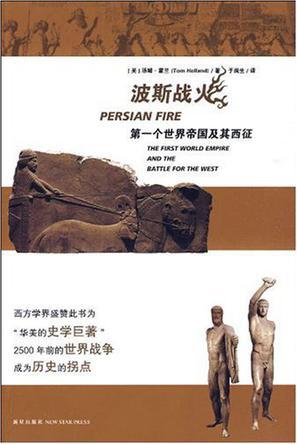 [美]汤姆·霍兰(Tom Holland) 著 于润生 译
波斯战火
PERSIAN FIRE
第一个世界帝国及其西征
THE FIRST WORLD EMPIRE
AND THE
BATTLE FOR THE WEST
西方学界盛赞此书为
“华美的史学巨著”
2500 年前的世界战争
成为历史的拐点
新星出版社 NEW STAR PRESS